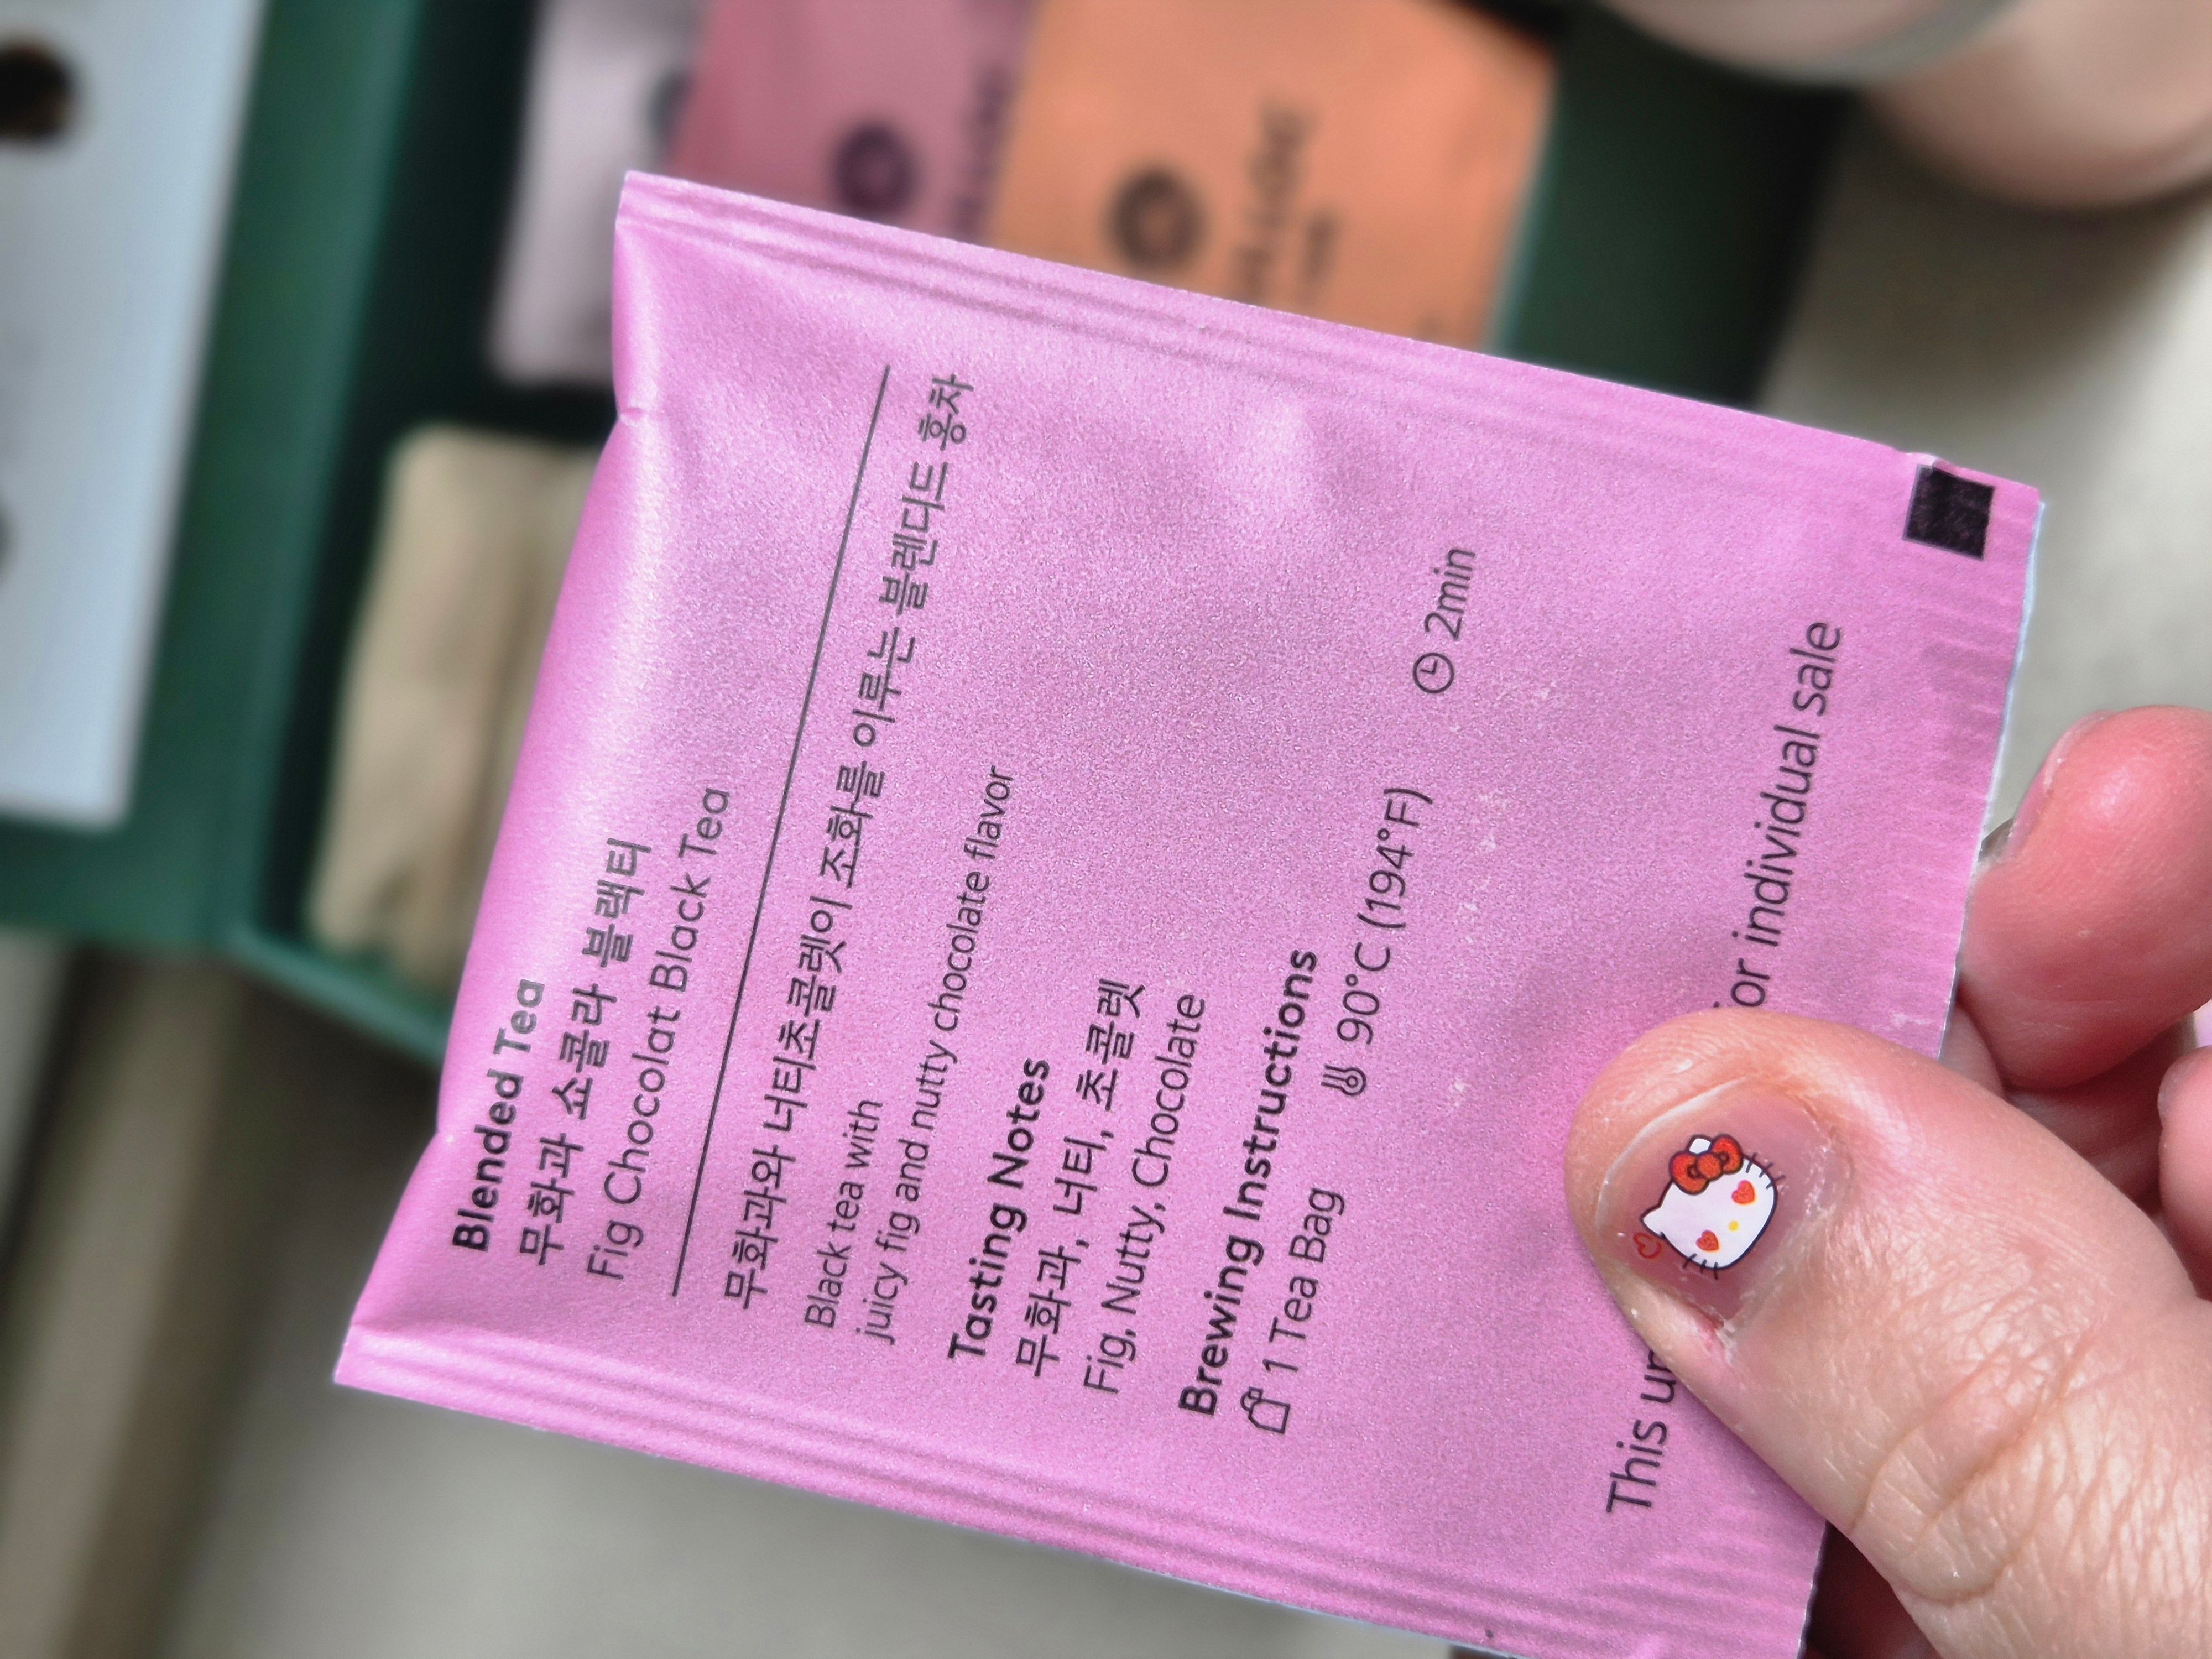 Blended Tea
무화과 쇼콜라 블랙티
Fig Chocolat Black Tea
무화과와 너티초콜렛이 조화를 이루는 블렌디드 홍차
Black tea with
juicy fig and nutty chocolate flavor
Tasting Notes
무화과, 너티, 초콜렛
Fig, Nutty, Chocolate
Brewing Instructions
1 Tea Bag 90°C (194°F) 2min
This or individual sale